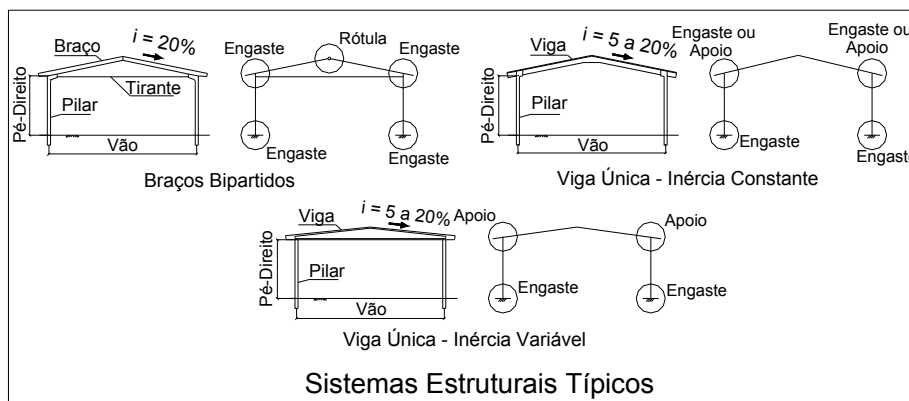 i = 20%
Braço
Tirante
Pilar
Pé-Direito
Vão
Engaste
Rótula
Engaste
Engaste
Engaste
Braços Bipartidos
i = 5 a 20%
Viga
Pilar
Pé-Direito
Vão
Engaste ou
Apoio
Engaste ou
Apoio
Engaste
Engaste
Viga Única - Inércia Constante
i = 5 a 20%
Viga
Pilar
Pé-Direito
Vão
Apoio
Apoio
Engaste
Engaste
Viga Única - Inércia Variável
Sistemas Estruturais Típicos